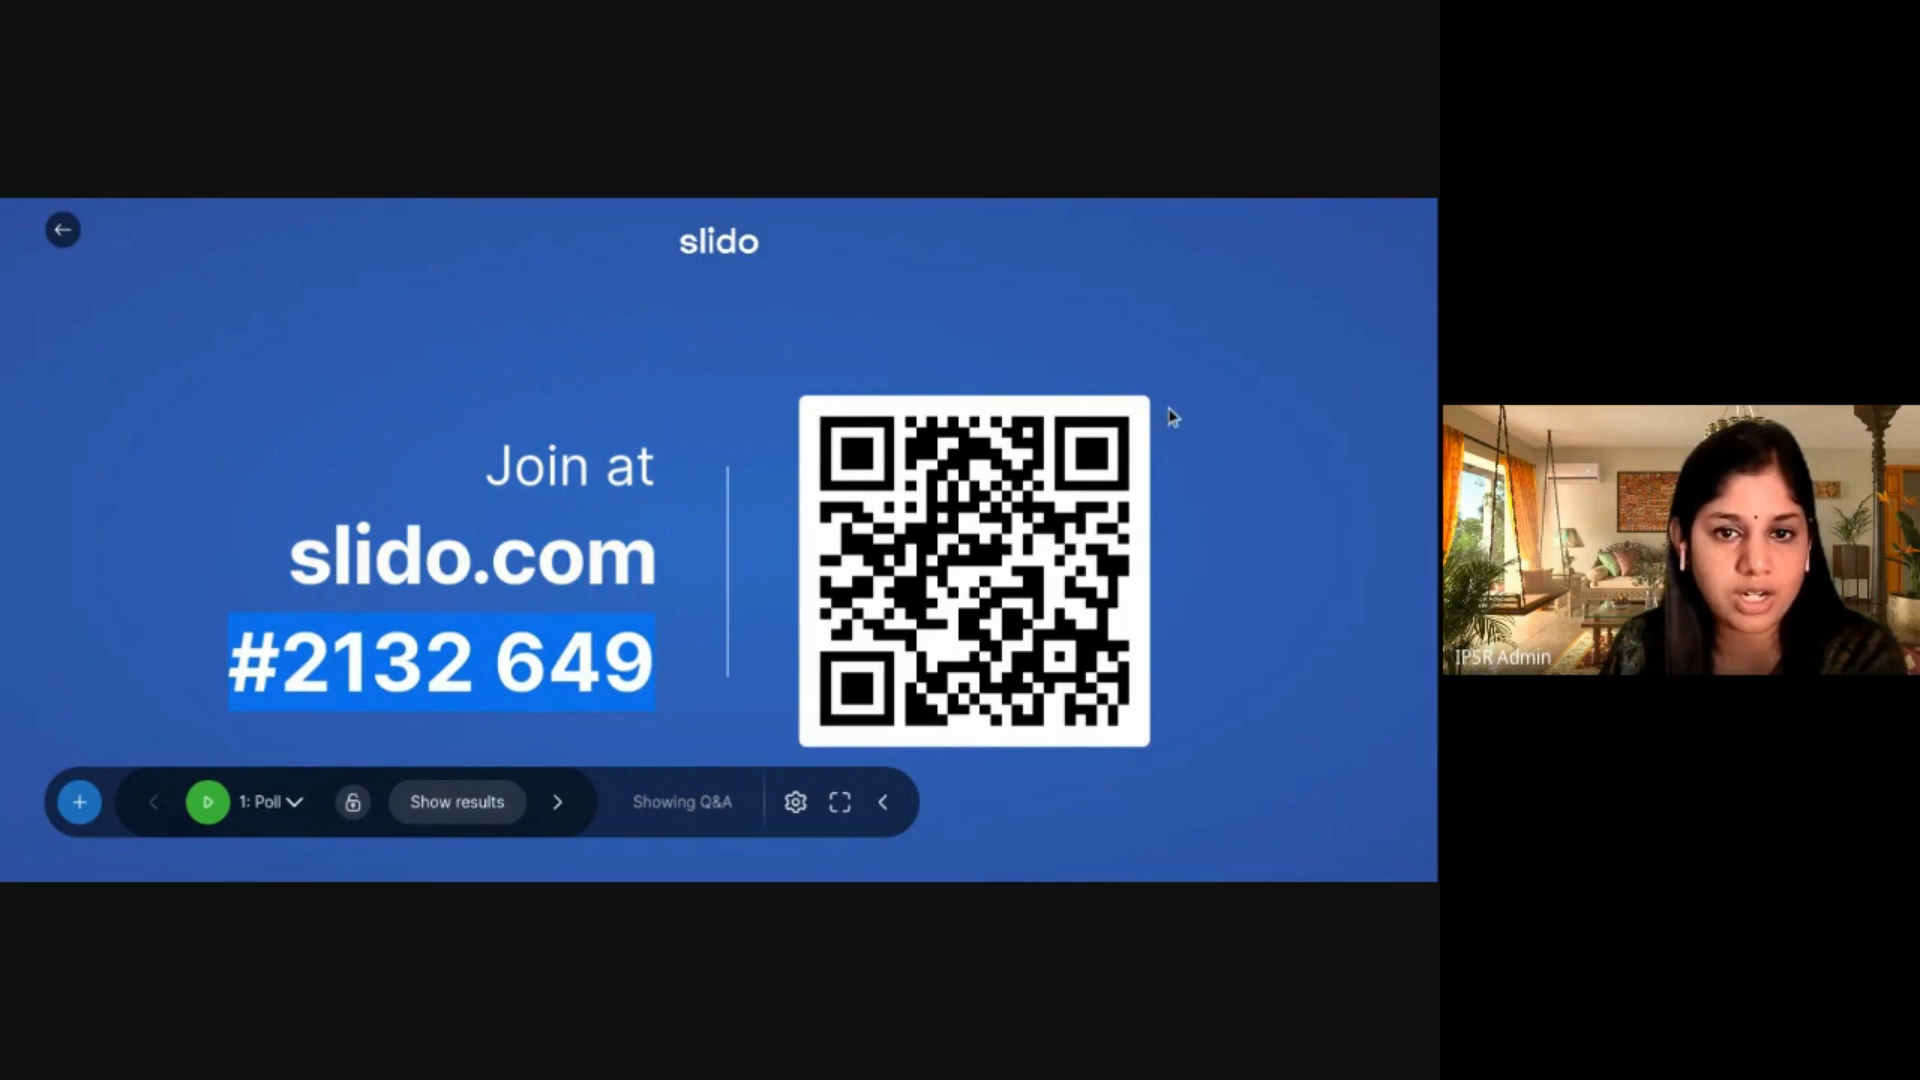 slido
Join at
slido.com
#2132 649
1: Poll
Show results
Showing Q&A
IPSR Admin